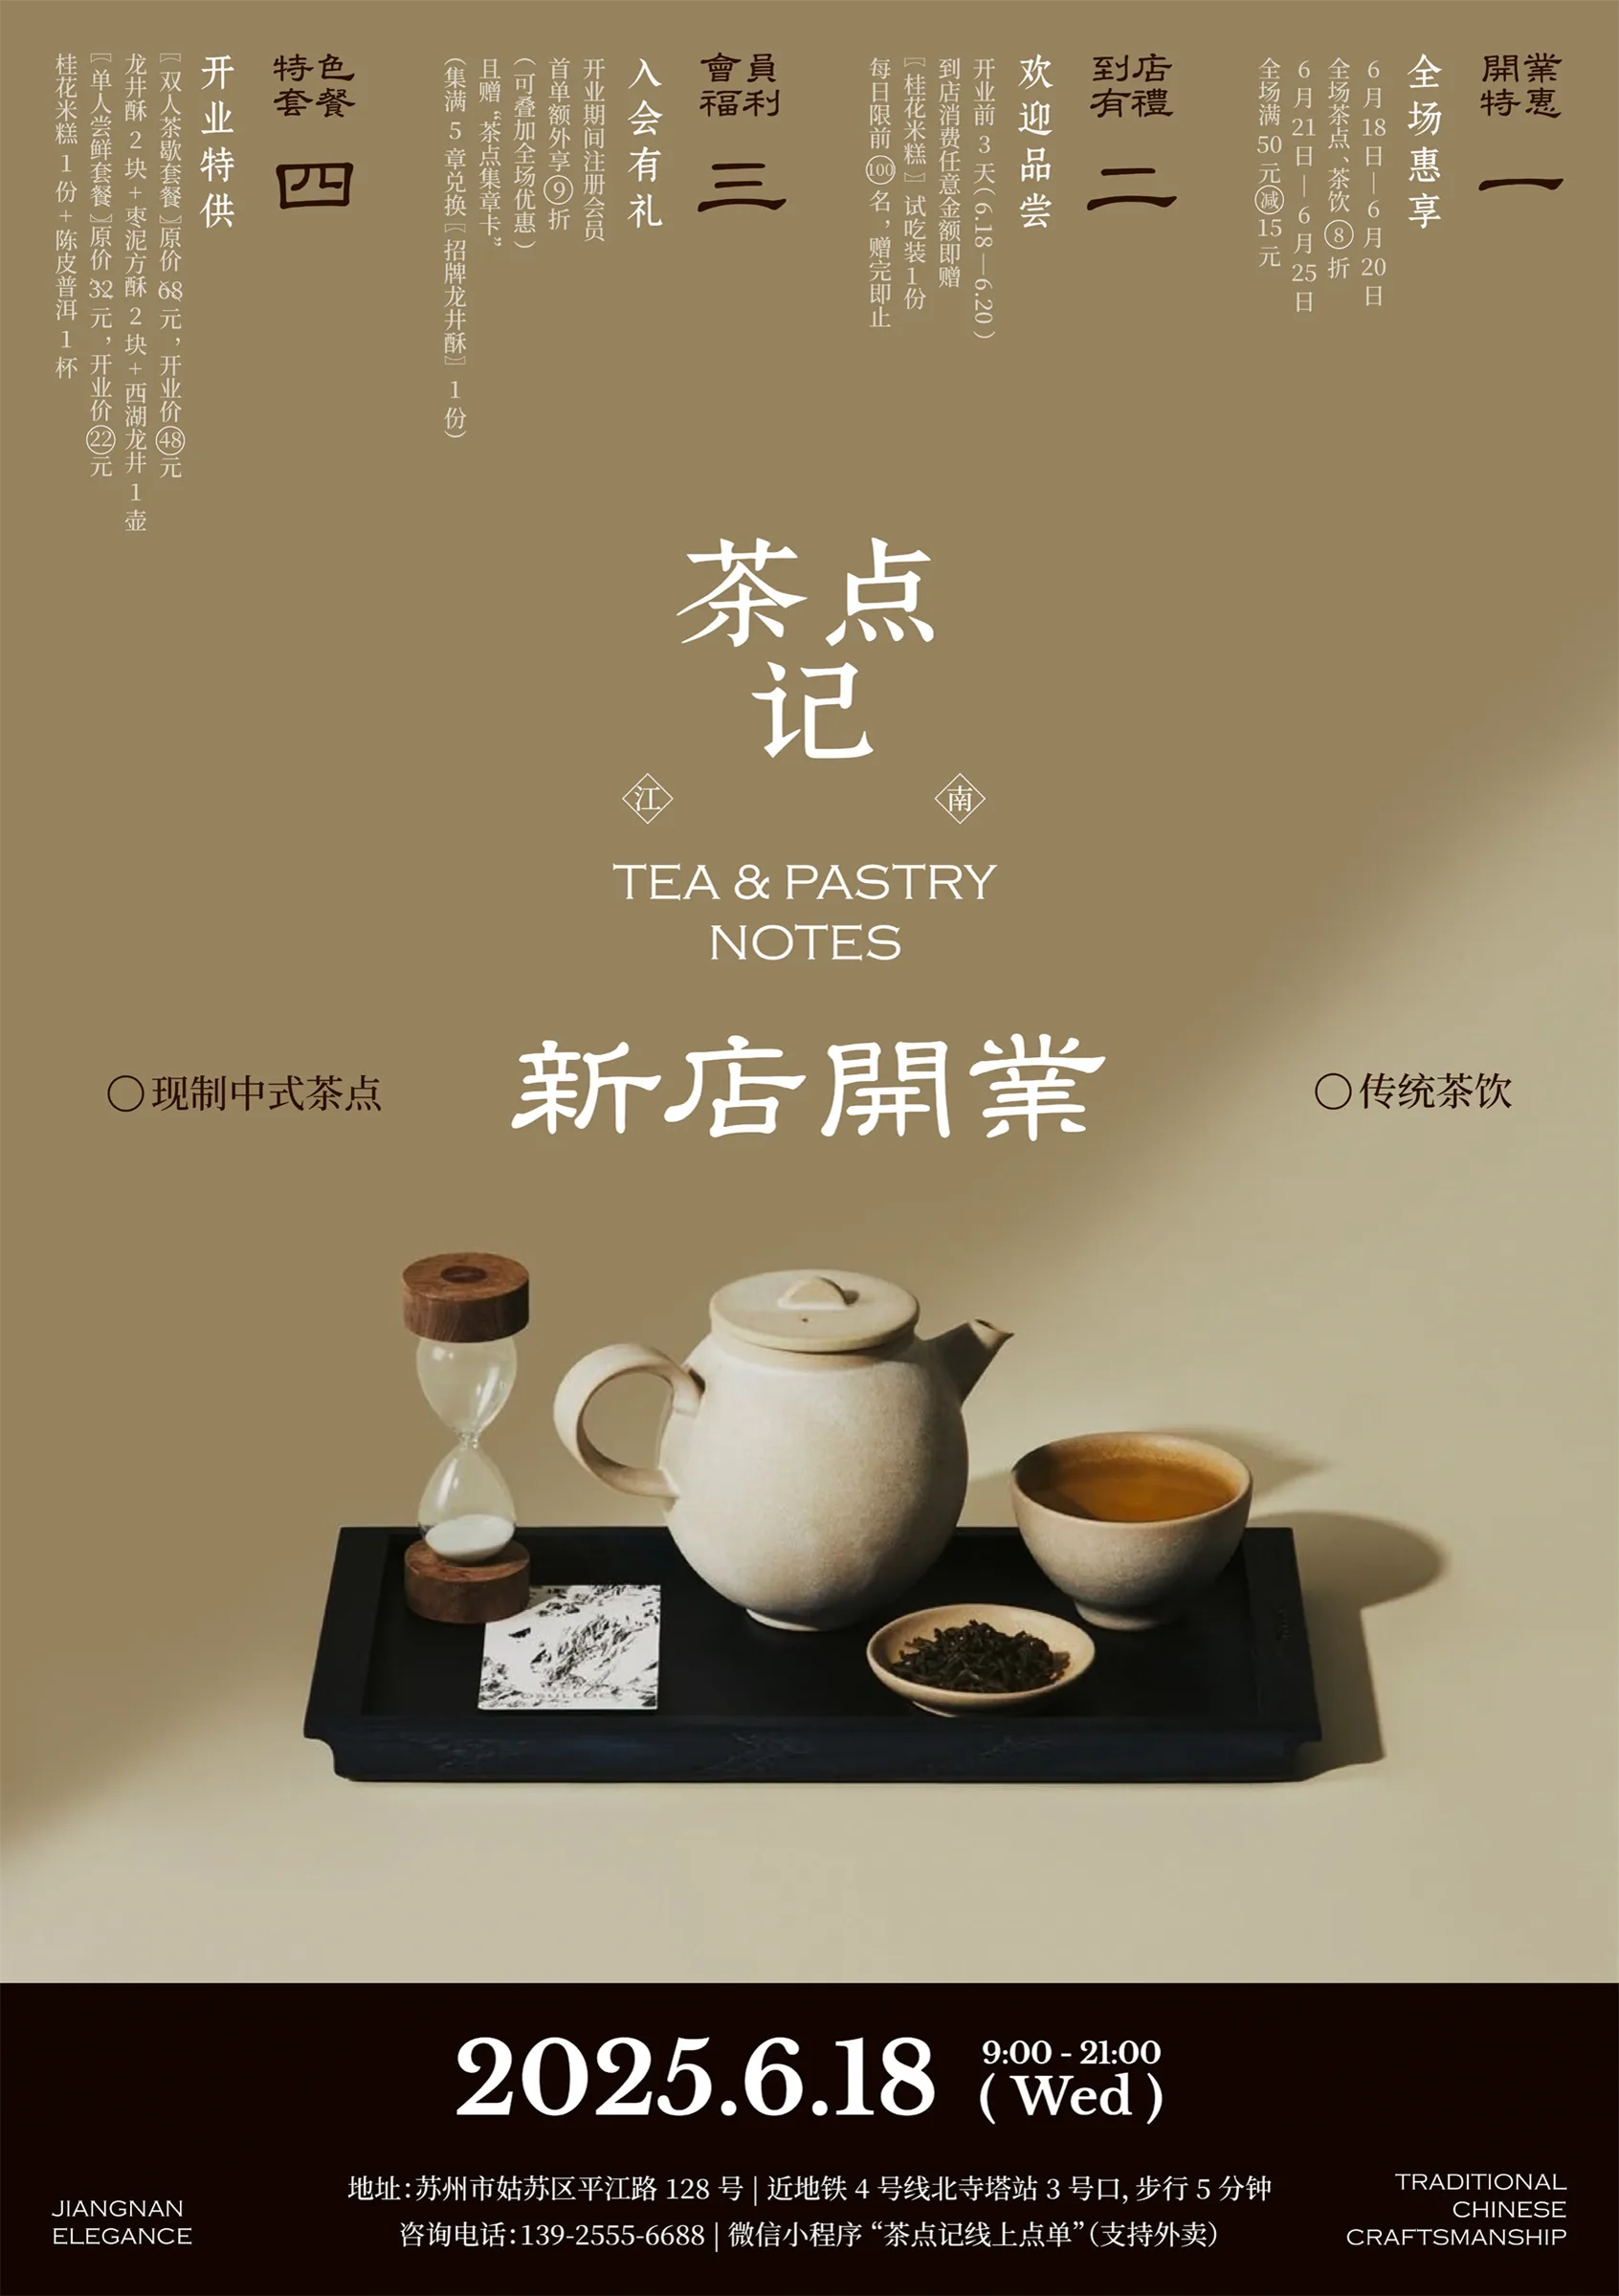 開業
特惠
一
全场惠享
6月18日—6月20日
全场茶点、茶饮8折
6月21日—6月25日
全场满50元减15元
到店
有禮
二
欢迎品尝
开业前3天(6.18—6.20)
到店消费任意金额即赠
〖桂花米糕〗试吃装1份
每日限前100名，赠完即止
會員
福利
三
入会有礼
开业期间注册会员
首单额外享9折
(可叠加全场优惠)
且赠“茶点集章卡”
(集满5章兑换〖招牌龙井酥〗1份)
特色
套餐
四
开业特供
〖双人茶歇套餐〗原价68元，开业价48元
龙井酥2块+枣泥方酥2块+西湖龙井1壶
〖单人尝鲜套餐〗原价32元，开业价22元
桂花米糕1份+陈皮普洱1杯
茶点
记
江 南
TEA & PASTRY
NOTES
新店開業
○现制中式茶点
○传统茶饮
2025.6.18
9:00 - 21:00
( Wed )
地址:苏州市姑苏区平江路 128 号 | 近地铁 4 号线北寺塔站 3 号口, 步行 5 分钟
咨询电话:139-2555-6688 | 微信小程序 “茶点记线上点单”(支持外卖)
JIANGNAN
ELEGANCE
TRADITIONAL
CHINESE
CRAFTSMANSHIP